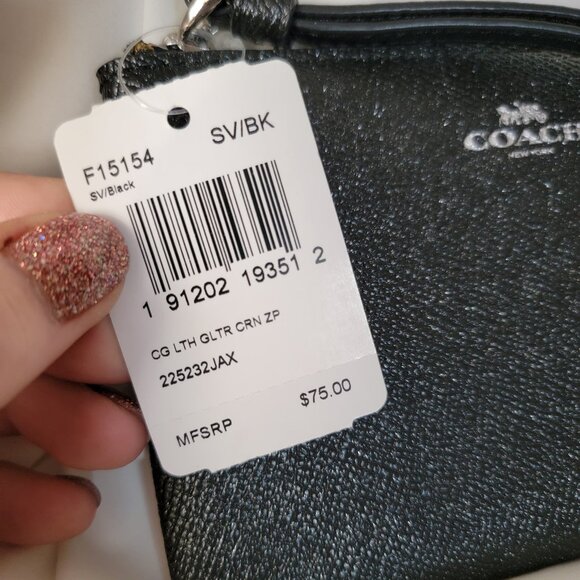 F15154 SV/BK
SV/Black
1 91202 19351 2
CG LTH GLTR CRN ZP
225232JAX
MFSRP $75.00
COACH
NEW YORK